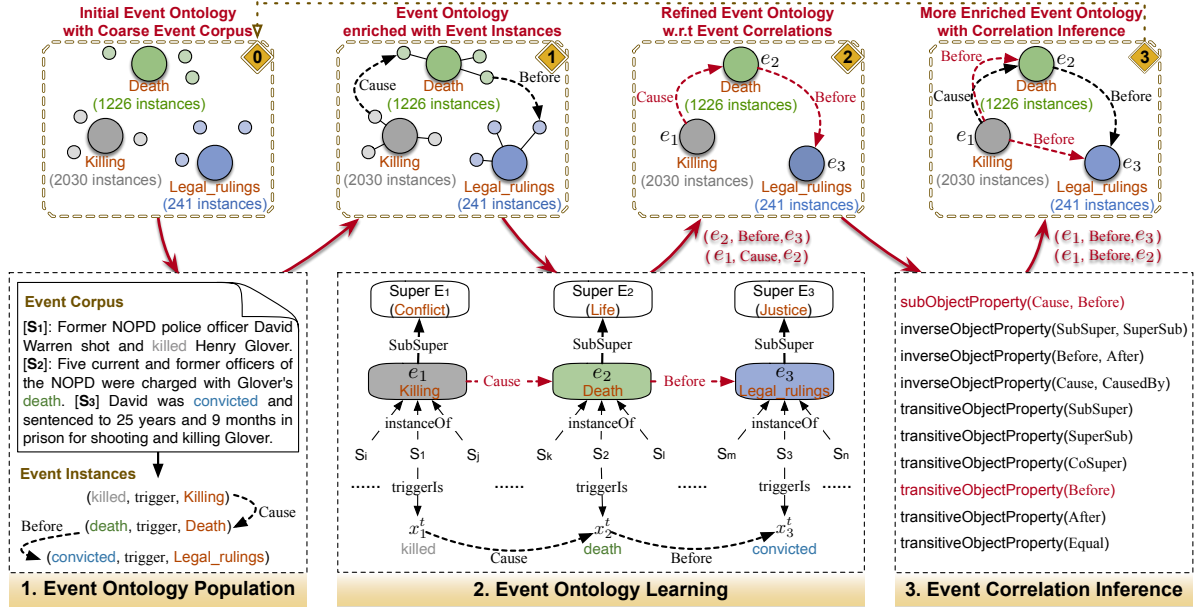 Initial Event Ontology
with Coarse Event Corpus
0
Death
(1226 instances)
Killing
(2030 instances)
Legal_rulings
(241 instances)
Event Ontology
enriched with Event Instances
1
Cause
Before
Death
(1226 instances)
Killing
(2030 instances)
Legal_rulings
(241 instances)
Refined Event Ontology
w.r.t Event Correlations
2
Cause
Before
e2
Death
(1226 instances)
e1
Killing
(2030 instances)
e3
Legal_rulings
(241 instances)
More Enriched Event Ontology
with Correlation Inference
3
Before
Cause
e2
Death
Before
(1226 instances)
e1
Before
Killing
(2030 instances)
e3
Legal_rulings
(241 instances)
(e2, Before,e3)
(e1, Cause,e2)
(e1, Before,e3)
(e1, Before,e2)
Event Corpus
[S1]: Former NOPD police officer David
Warren shot and killed Henry Glover.
[S2]: Five current and former officers of
the NOPD were charged with Glover's
death. [S3] David was convicted and
sentenced to 25 years and 9 months in
prison for shooting and killing Glover.
Event Instances
(killed, trigger, Killing)
Cause
Before
(death, trigger, Death)
(convicted, trigger, Legal_rulings)
1. Event Ontology Population
Super E1
(Conflict)
Super E2
(Life)
Super E3
(Justice)
SubSuper
SubSuper
SubSuper
e1
Killing
Cause
e2
Death
Before
e3
Legal_rulings
instanceOf
instanceOf
instanceOf
Si S1 Sj Sk S2 Sl Sm S3 Sn
...... triggerIs ...... triggerIs ...... triggerIs ......
x1^t
killed
Cause
x2^t
death
Before
x3^t
convicted
2. Event Ontology Learning
subObjectProperty(Cause, Before)
inverseObjectProperty(SubSuper, SuperSub)
inverseObjectProperty(Before, After)
inverseObjectProperty(Cause, CausedBy)
transitiveObjectProperty(SubSuper)
transitiveObjectProperty(SuperSub)
transitiveObjectProperty(CoSuper)
transitiveObjectProperty(Before)
transitiveObjectProperty(After)
transitiveObjectProperty(Equal)
3. Event Correlation Inference